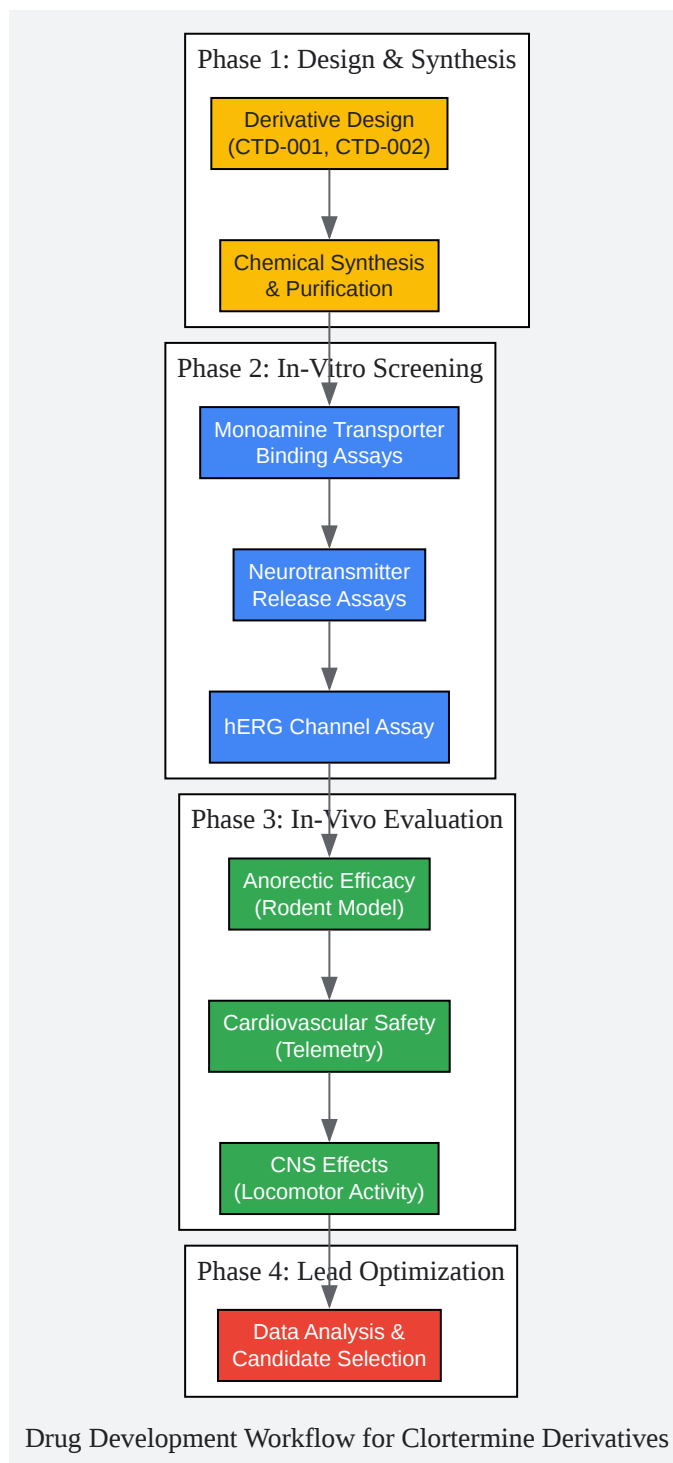 Phase 1: Design & Synthesis
Derivative Design
(CTD-001, CTD-002)
Chemical Synthesis
& Purification
Phase 2: In-Vitro Screening
Monoamine Transporter
Binding Assays
Neurotransmitter
Release Assays
hERG Channel Assay
Phase 3: In-Vivo Evaluation
Anorectic Efficacy
(Rodent Model)
Cardiovascular Safety
(Telemetry)
CNS Effects
(Locomotor Activity)
Phase 4: Lead Optimization
Data Analysis &
Candidate Selection
Drug Development Workflow for Clortermine Derivatives